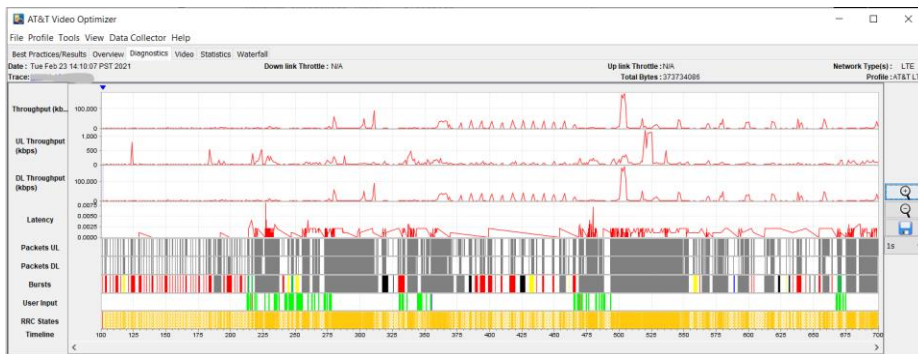 AT&T Video Optimizer
File Profile Tools View Data Collector Help
Best Practices/Results Overview Diagnostics Video Statistics Waterfall
Date : Tue Feb 23 14:10:07 PST 2021 Down link Throttle : N/A Up link Throttle : N/A Network Type(s) : LTE
Trace: Total Bytes : 373734086 Profile : AT&T LT
Throughput (kb... 100,000 0
UL Throughput (kbps) 1,000 500 0
DL Throughput (kbps) 100,000 0
Latency 0.0075 0.0050 0.0025 0.0000
Packets UL
Packets DL
Bursts
User Input
RRC States
Timeline 100 125 150 175 200 225 250 275 300 325 350 375 400 425 450 475 500 525 550 575 600 625 650 675 700
1s